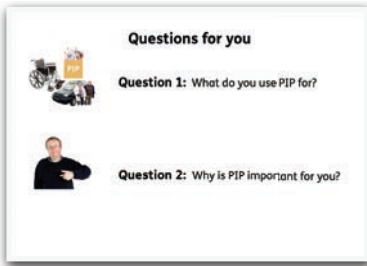 Questions for you
PIP
Question 1: What do you use PIP for?
Question 2: Why is PIP important for you?